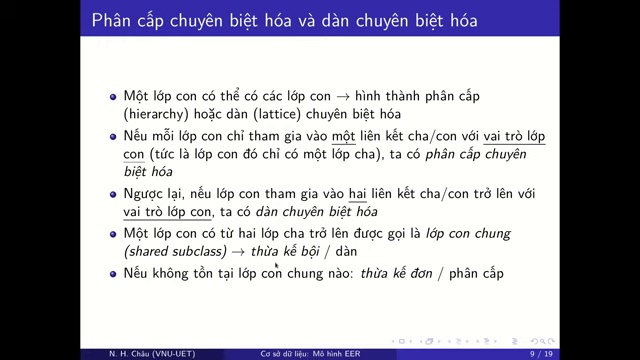 Phân cấp chuyên biệt hóa và dàn chuyên biệt hóa
Một lớp con có thể có các lớp con → hình thành phân cấp
(hierarchy) hoặc dàn (lattice) chuyên biệt hóa
Nếu mỗi lớp con chỉ tham gia vào một liên kết cha/con với vai trò lớp
con (tức là lớp con đó chỉ có một lớp cha), ta có phân cấp chuyên
biệt hóa
Ngược lại, nếu lớp con tham gia vào hai liên kết cha/con trở lên với
vai trò lớp con, ta có dàn chuyên biệt hóa
Một lớp con có từ hai lớp cha trở lên được gọi là lớp con chung
(shared subclass) → thừa kế bội / dàn
Nếu không tồn tại lớp con chung nào: thừa kế đơn / phân cấp
N. H. Châu (VNU-UET) Cơ sở dữ liệu: Mô hình EER 9 / 19